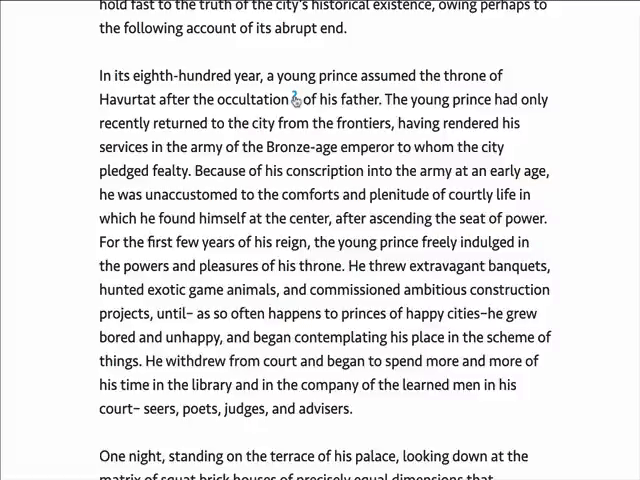 hold fast to the truth of the city's historical existence, owing perhaps to
the following account of its abrupt end.
In its eighth-hundred year, a young prince assumed the throne of
Havurtat after the occultation of his father. The young prince had only
recently returned to the city from the frontiers, having rendered his
services in the army of the Bronze-age emperor to whom the city
pledged fealty. Because of his conscription into the army at an early age,
he was unaccustomed to the comforts and plenitude of courtly life in
which he found himself at the center, after ascending the seat of power.
For the first few years of his reign, the young prince freely indulged in
the powers and pleasures of his throne. He threw extravagant banquets,
hunted exotic game animals, and commissioned ambitious construction
projects, until– as so often happens to princes of happy cities–he grew
bored and unhappy, and began contemplating his place in the scheme of
things. He withdrew from court and began to spend more and more of
his time in the library and in the company of the learned men in his
court– seers, poets, judges, and advisers.
One night, standing on the terrace of his palace, looking down at the
matrix of squat brick houses of precisely equal dimensions that